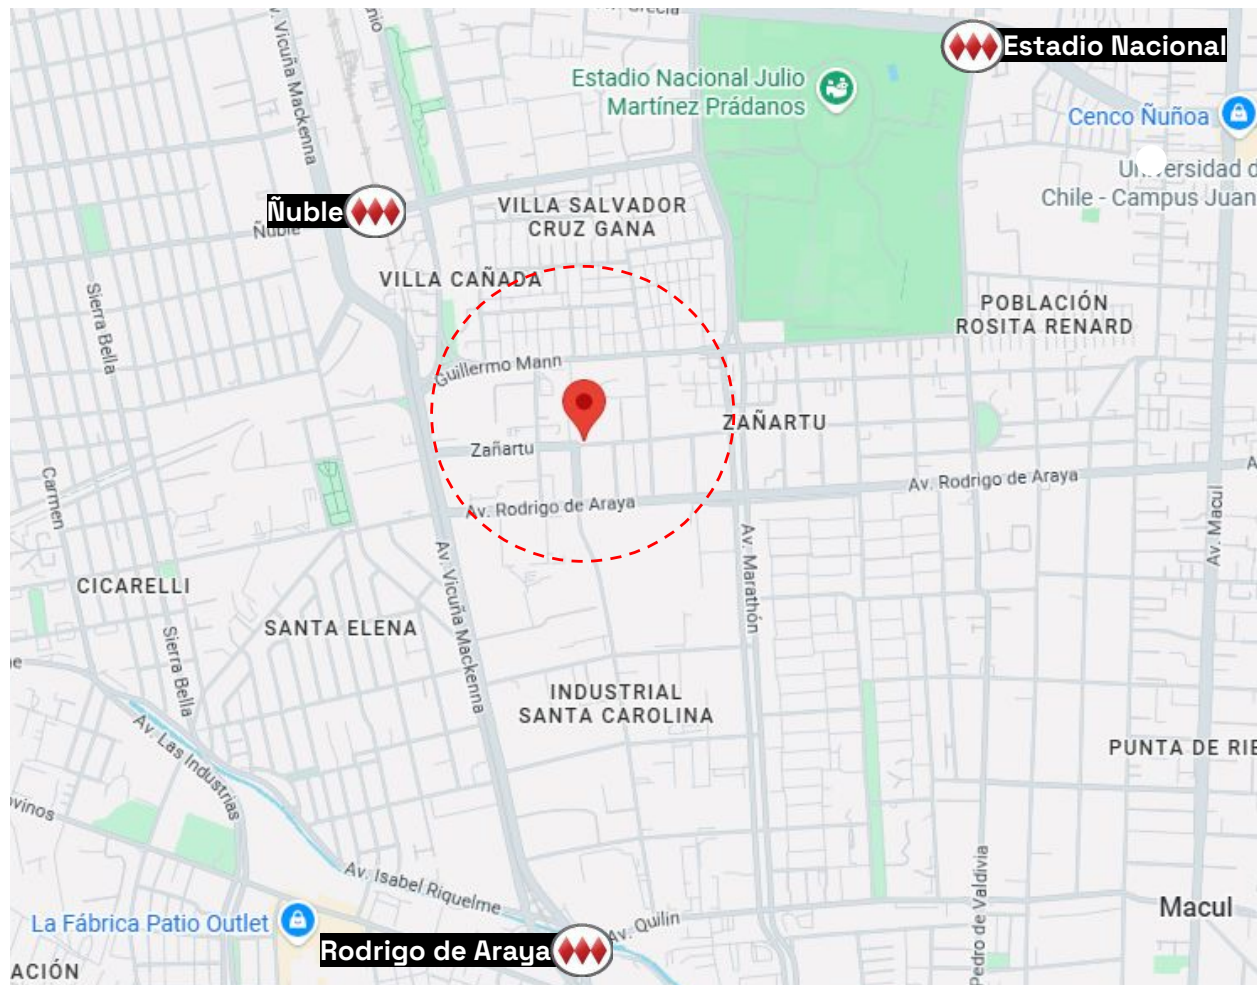 Av. Grecia
Estadio Nacional
Av. Vicuña Mackenna
Estadio Nacional Julio
Martínez Prádanos
Cenco Ñuñoa
Chile - Campus Juan
Ñuble
Ñuble
VILLA SALVADOR
CRUZ GANA
VILLA CAÑADA
Sierra Bella
POBLACIÓN
ROSITA RENARD
Guillermo Mann
ZAÑARTU
Zañartu
Carmen
Av. Rodrigo de Araya
Av. Rodrigo de Araya
Av. Macul
Av. Vicuña Mackenna
Av. Marathón
CICARELLI
SANTA ELENA
Sierra Bella
INDUSTRIAL
SANTA CAROLINA
Av. Las Industrias
PUNTA DE RIE
ovinos
Av. Isabel Riquelme
Pedro de Valdivia
Macul
La Fábrica Patio Outlet
Av. Quilin
Rodrigo de Araya
ACIÓN